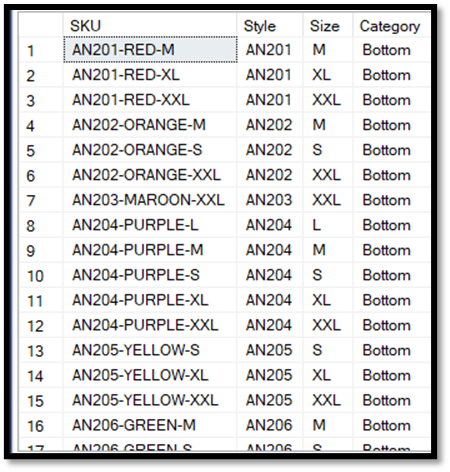 SKU Style Size Category
1 AN201-RED-M AN201 M Bottom
2 AN201-RED-XL AN201 XL Bottom
3 AN201-RED-XXL AN201 XXL Bottom
4 AN202-ORANGE-M AN202 M Bottom
5 AN202-ORANGE-S AN202 S Bottom
6 AN202-ORANGE-XXL AN202 XXL Bottom
7 AN203-MAROON-XXL AN203 XXL Bottom
8 AN204-PURPLE-L AN204 L Bottom
9 AN204-PURPLE-M AN204 M Bottom
10 AN204-PURPLE-S AN204 S Bottom
11 AN204-PURPLE-XL AN204 XL Bottom
12 AN204-PURPLE-XXL AN204 XXL Bottom
13 AN205-YELLOW-S AN205 S Bottom
14 AN205-YELLOW-XL AN205 XL Bottom
15 AN205-YELLOW-XXL AN205 XXL Bottom
16 AN206-GREEN-M AN206 M Bottom
17 AN206-GREEN-S AN206 S Bottom